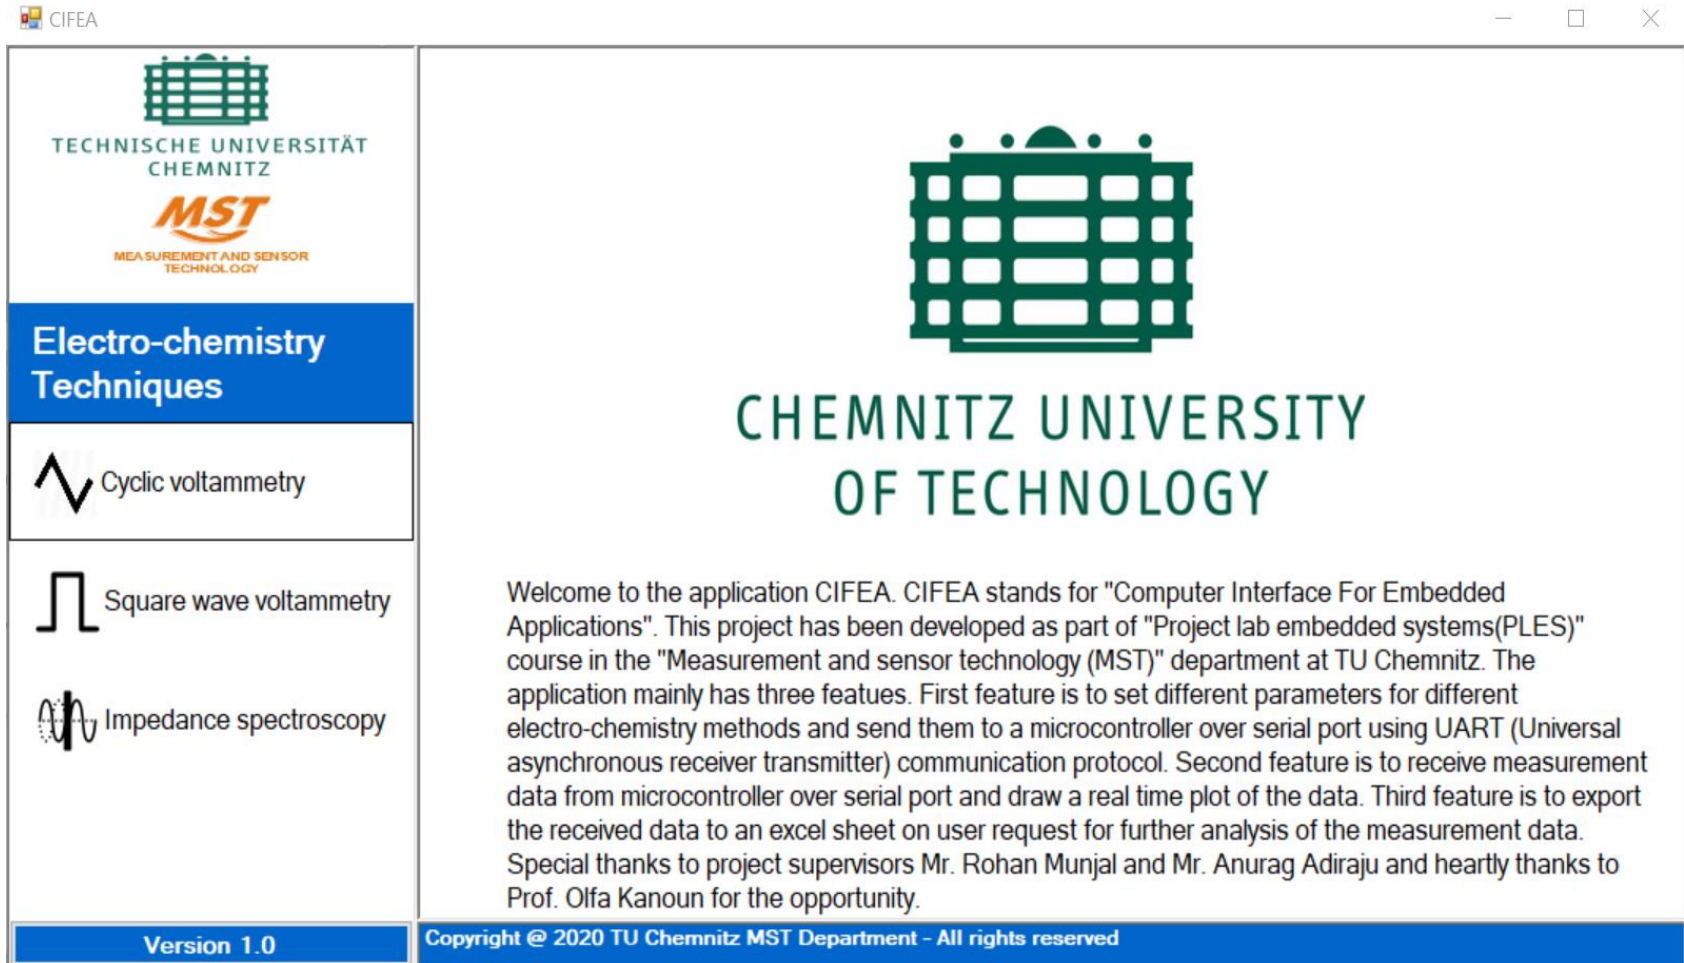 CIFEA
TECHNISCHE UNIVERSITÄT
CHEMNITZ
MST
MEASUREMENT AND SENSOR
TECHNOLOGY
Electro-chemistry
Techniques
Cyclic voltammetry
Square wave voltammetry
Impedance spectroscopy
Version 1.0
CHEMNITZ UNIVERSITY
OF TECHNOLOGY
Welcome to the application CIFEA. CIFEA stands for "Computer Interface For Embedded
Applications". This project has been developed as part of "Project lab embedded systems(PLES)"
course in the "Measurement and sensor technology (MST)" department at TU Chemnitz. The
application mainly has three featues. First feature is to set different parameters for different
electro-chemistry methods and send them to a microcontroller over serial port using UART (Universal
asynchronous receiver transmitter) communication protocol. Second feature is to receive measurement
data from microcontroller over serial port and draw a real time plot of the data. Third feature is to export
the received data to an excel sheet on user request for further analysis of the measurement data.
Special thanks to project supervisors Mr. Rohan Munjal and Mr. Anurag Adiraju and heartly thanks to
Prof. Olfa Kanoun for the opportunity.
Copyright @ 2020 TU Chemnitz MST Department - All rights reserved